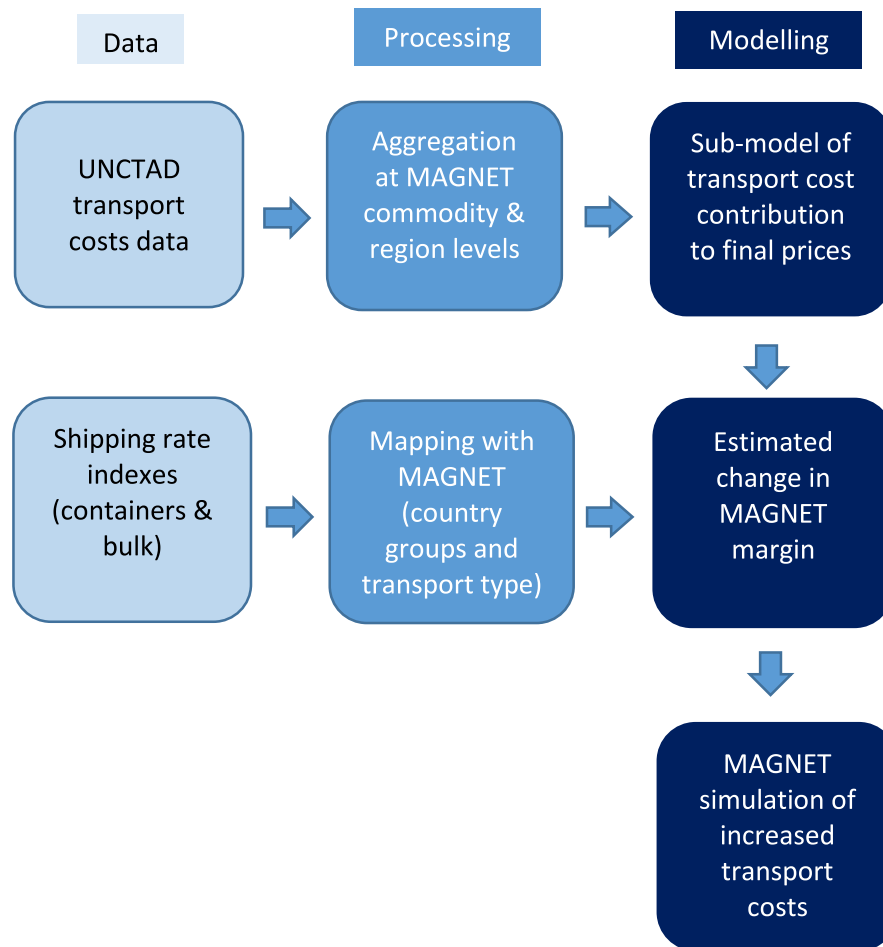 Data
Processing
Modelling
UNCTAD
transport
costs data
Aggregation
at MAGNET
commodity &
region levels
Sub-model of
transport cost
contribution
to final prices
Shipping rate
indexes
(containers &
bulk)
Mapping with
MAGNET
(country
groups and
transport type)
Estimated
change in
MAGNET
margin
MAGNET
simulation of
increased
transport
costs